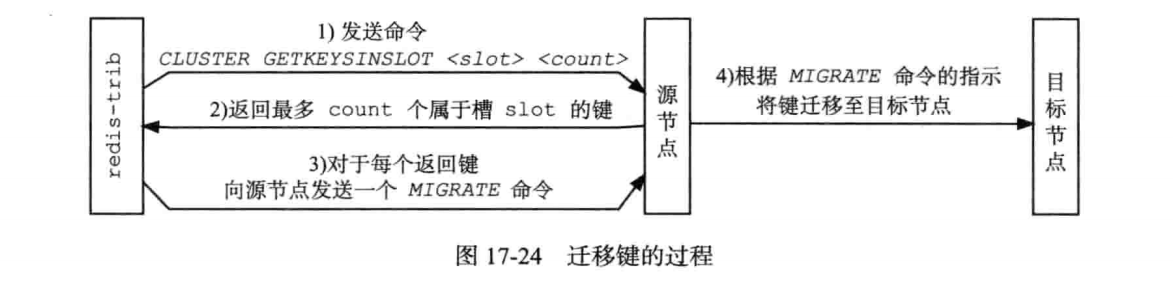 redis-trib
1) 发送命令
CLUSTER GETKEYSINSLOT <slot> <count>
2)返回最多 count 个属于槽 slot 的键
3)对于每个返回键
向源节点发送一个 MIGRATE 命令
源节点
4)根据 MIGRATE 命令的指示
将键迁移至目标节点
目标节点
图 17-24 迁移键的过程